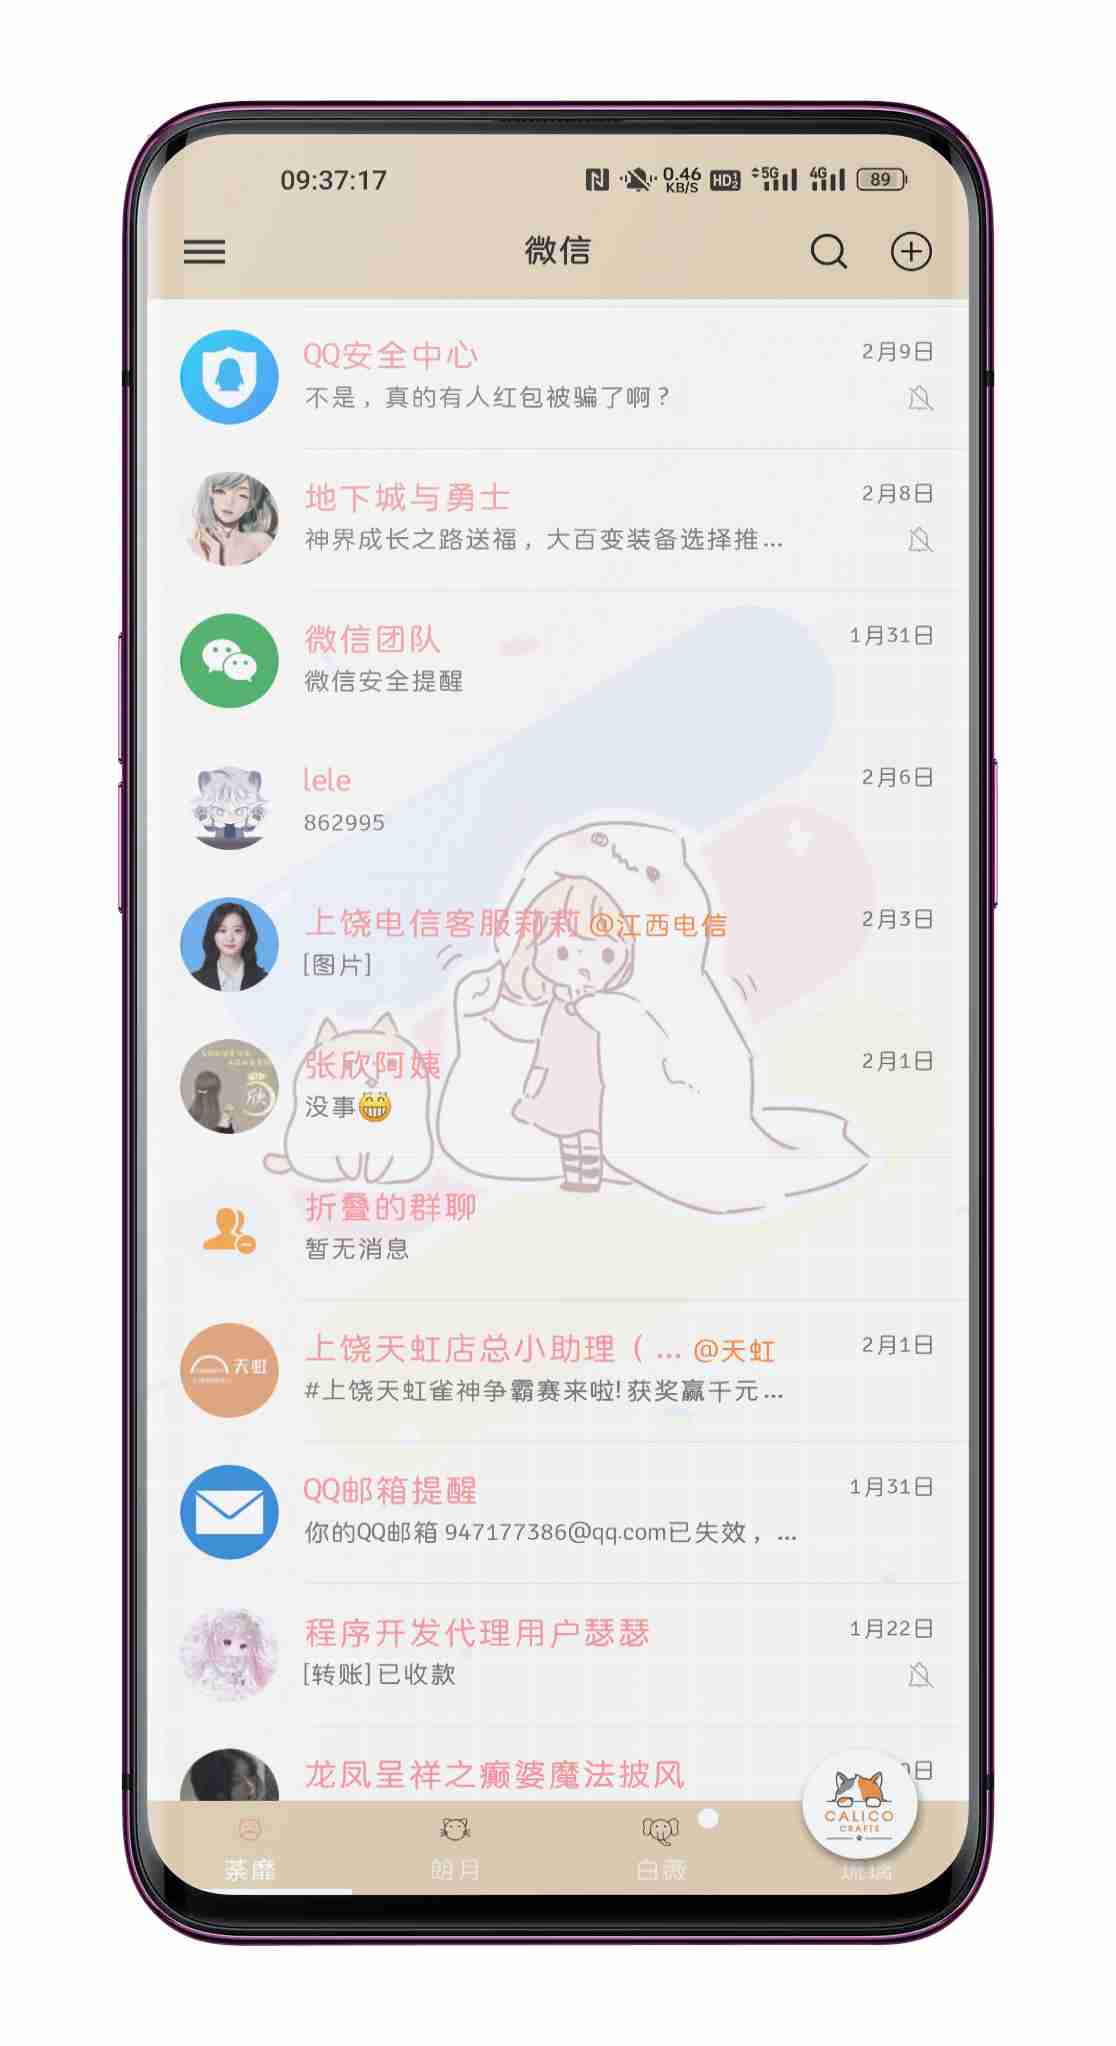 09:37:17 0.46 KB/S HD 1 2 5G 4G 89
微信
QQ安全中心 2月9日
不是，真的有人红包被骗了啊？
地下城与勇士 2月8日
神界成长之路送福，大百变装备选择推...
微信团队 1月31日
微信安全提醒
lele 2月6日
862995
上饶电信客服莉莉 @江西电信 2月3日
[图片]
张欣阿姨 2月1日
没事😁
折叠的群聊
暂无消息
上饶天虹店总小助理（ ... @天虹 2月1日
天虹
#上饶天虹雀神争霸赛来啦!获奖赢千元...
QQ邮箱提醒 1月31日
你的QQ邮箱 947177386@qq.com已失效，...
程序开发代理用户瑟瑟 1月22日
[转账] 已收款
龙凤呈祥之癫婆魔法披风
CALICO
CRAFTS
荼靡 朗月 白薇 琉璃